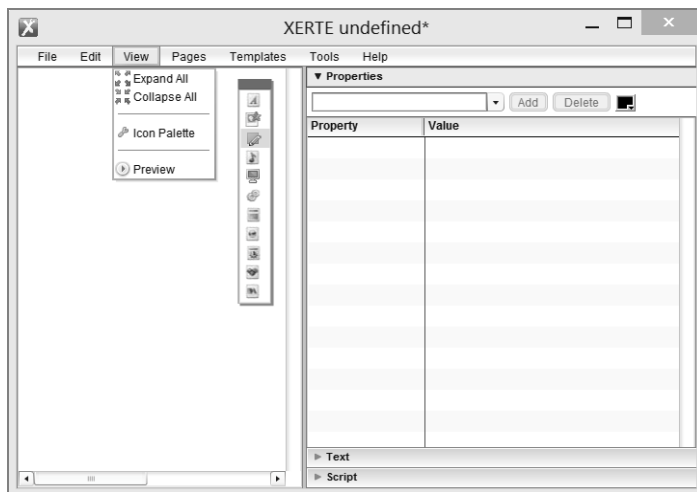 XERTE undefined*
File Edit View Pages Templates Tools Help
Expand All
Collapse All
Icon Palette
Preview
▼ Properties
Add Delete
Property Value
▶ Text
▶ Script